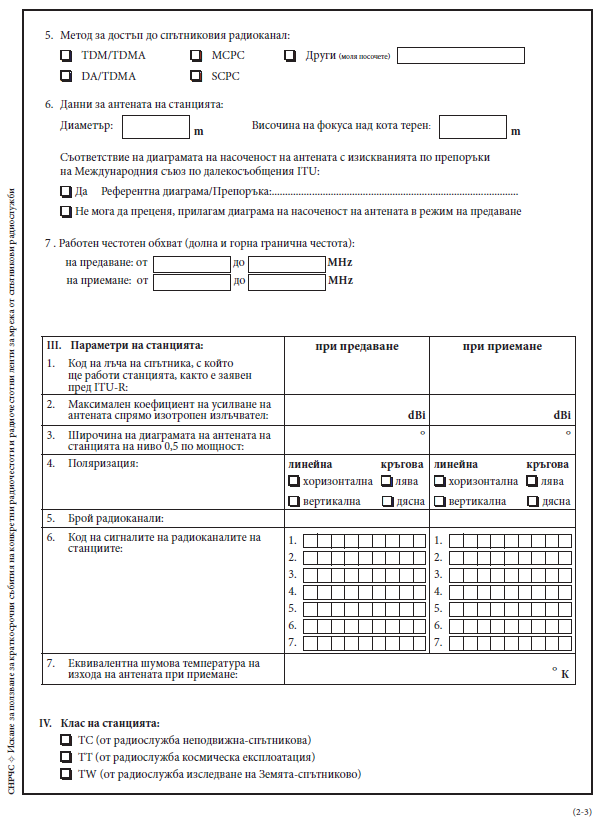 5. Метод за достъп до спътниковия радиоканал:
TDM/TDMA MCPC Други (моля посочете)
DA/TDMA SCPC
6. Данни за антената на станцията:
Диаметър: m Височина на фокуса над кота терен: m
Съответствие на диаграмата на насоченост на антената с изискванията по препоръки
на Международния съюз по далекосъобщения ITU:
Да Референтна диаграма/Препоръка:..........................................................................................
Не мога да преценя, прилагам диаграма на насоченост на антената в режим на предаване
7 . Работен честотен обхват (долна и горна гранична честота):
на предаване: от до MHz
на приемане: от до MHz
III. Параметри на станцията: при предаване при приемане
1. Код на лъча на спътника, с който
ще работи станцията, както е заявен
пред ITU-R:
2. Максимален коефициент на усилване на
антената спрямо изотропен излъчвател: dBi dBi
3. Широчина на диаграмата на антената на ° °
станцията на ниво 0,5 по мощност:
4. Поляризация: линейна кръгова линейна кръгова
хоризонтална лява хоризонтална лява
вертикална дясна вертикална дясна
5. Брой радиоканали:
6. Код на сигналите на радиоканалите на
станциите:
1. 1.
2. 2.
3. 3.
4. 4.
5. 5.
6. 6.
7. 7.
7. Еквивалентна шумова температура на
изхода на антената при приемане: ° K
IV. Клас на станцията:
TC (от радиослужба неподвижна-спътникова)
TT (от радиослужба космическа експлоатация)
TW (от радиослужба изследване на Земята-спътниково)
СНРЧС ◇ Искане за ползване за краткосрочни събития на конкретни радиочестоти и радиочестотни ленти за мрежа от спътникови радиослужби
(2-3)